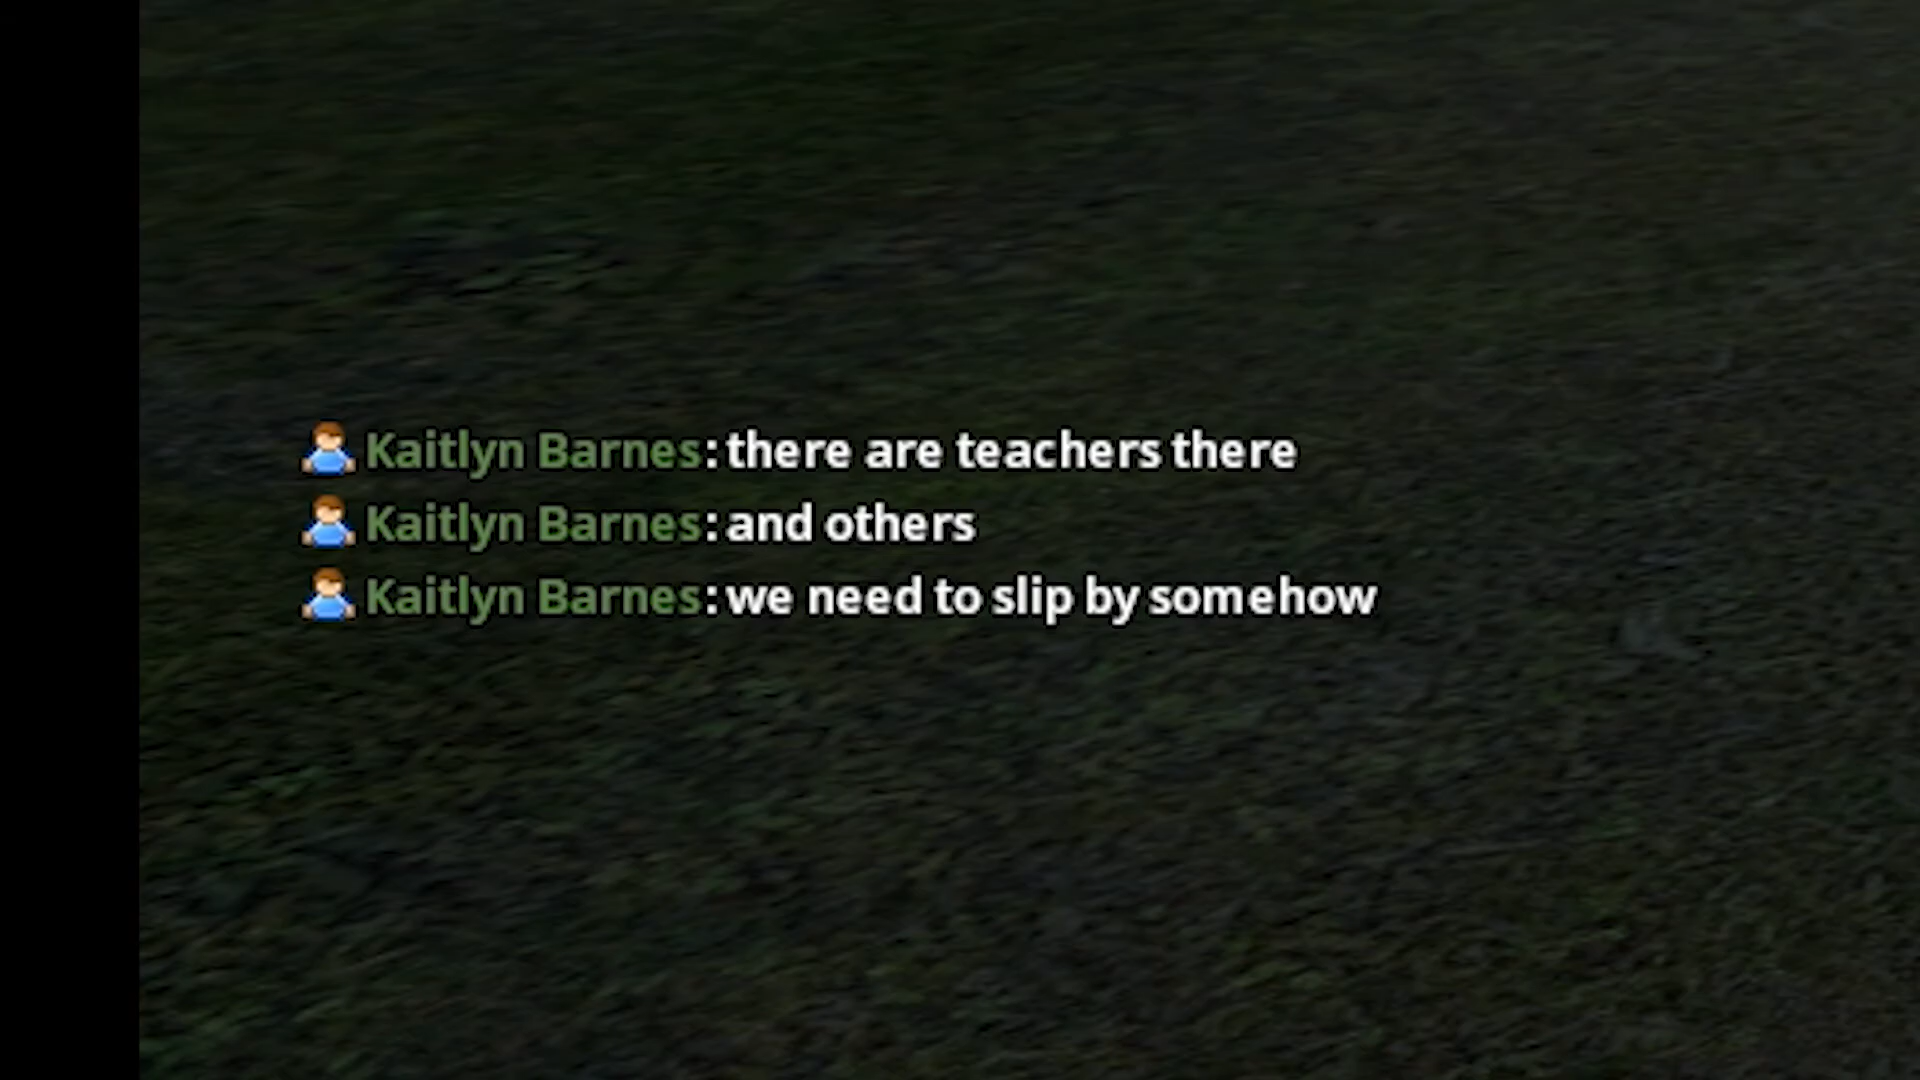 Kaitlyn Barnes: there are teachers there
Kaitlyn Barnes: and others
Kaitlyn Barnes: we need to slip by somehow